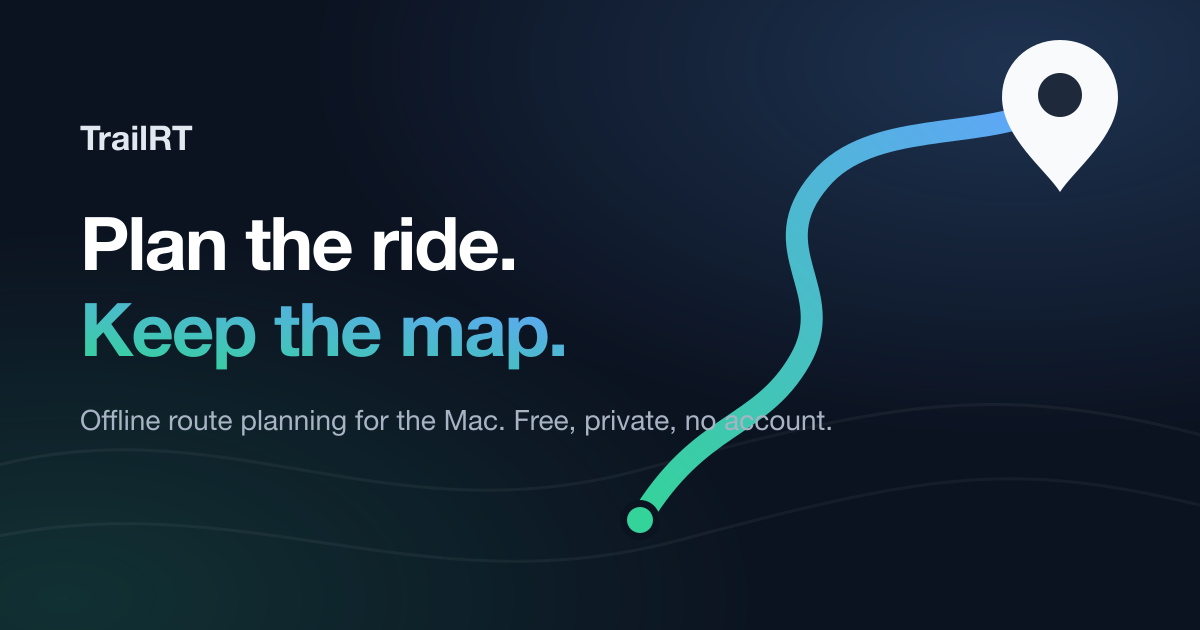 TrailRT
Plan the ride.
Keep the map.
Offline route planning for the Mac. Free, private, no account.